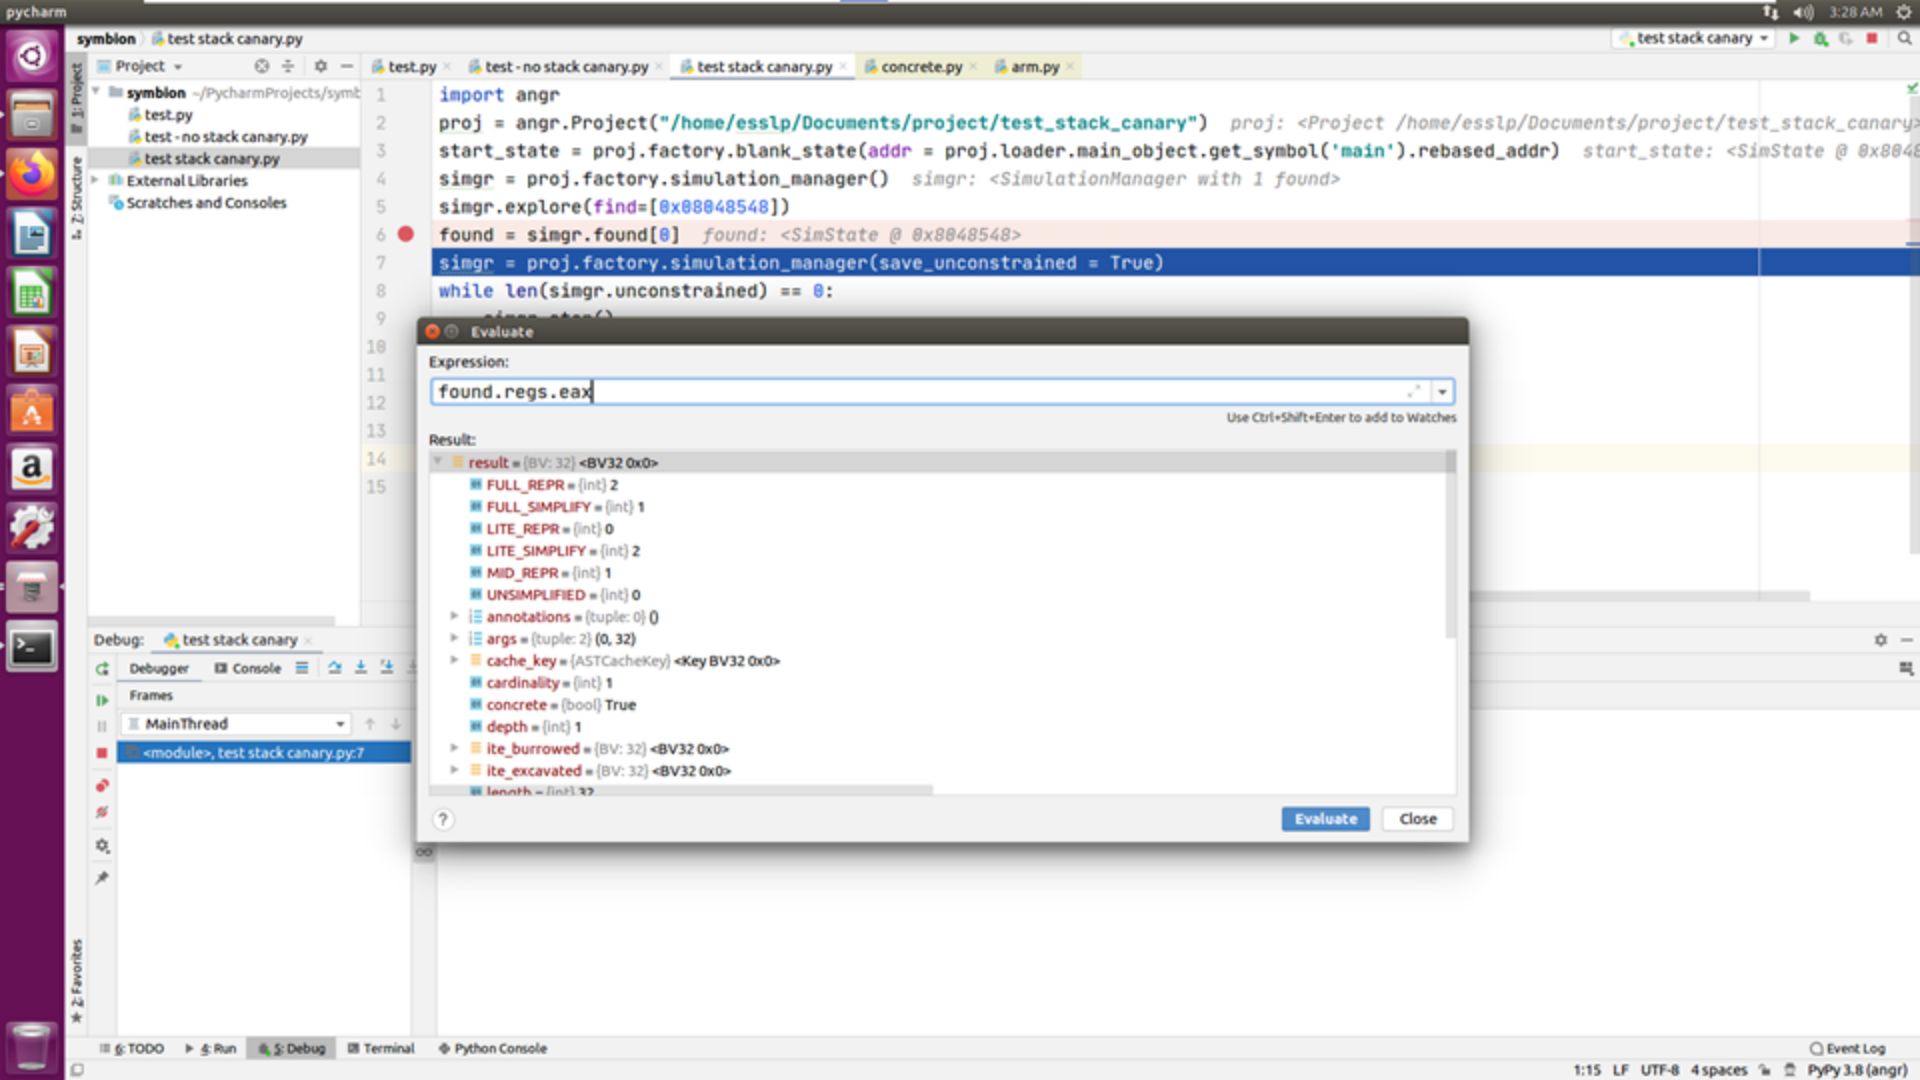 pycharm
3:28 AM
symbion test stack canary.py
test stack canary
Project
test.py test - no stack canary.py test stack canary.py concrete.py arm.py
1: Project
symbion ~/PycharmProjects/symb
test.py
test - no stack canary.py
test stack canary.py
External Libraries
Scratches and Consoles
7: Structure
1 import angr
2 proj = angr.Project("/home/esslp/Documents/project/test_stack_canary") proj: <Project /home/esslp/Documents/project/test_stack_canary>
3 start_state = proj.factory.blank_state(addr = proj.loader.main_object.get_symbol('main').rebased_addr) start_state: <SimState @ 0x8048
4 simgr = proj.factory.simulation_manager() simgr: <SimulationManager with 1 found>
5 simgr.explore(find=[0x08048548])
6 found = simgr.found[0] found: <SimState @ 0x8048548>
7 simgr = proj.factory.simulation_manager(save_unconstrained = True)
8 while len(simgr.unconstrained) == 0:
9
10
11
12
13
14
15
Evaluate
Expression:
found.regs.eax
Use Ctrl+Shift+Enter to add to Watches
Result:
result = {BV: 32} <BV32 0x0>
FULL_REPR = {int} 2
FULL_SIMPLIFY = {int} 1
LITE_REPR = {int} 0
LITE_SIMPLIFY = {int} 2
MID_REPR = {int} 1
UNSIMPLIFIED = {int} 0
annotations = {tuple: 0} ()
args = {tuple: 2} (0, 32)
cache_key = {ASTCacheKey} <Key BV32 0x0>
cardinality = {int} 1
concrete = {bool} True
depth = {int} 1
ite_burrowed = {BV: 32} <BV32 0x0>
ite_excavated = {BV: 32} <BV32 0x0>
length = {int} 32
? Evaluate Close
Debug: test stack canary
Debugger Console
Frames
MainThread
<module>, test stack canary.py:7
2: Favorites
6: TODO 4: Run 5: Debug Terminal Python Console Event Log
1:15 LF UTF-8 4 spaces PyPy 3.8 (angr)